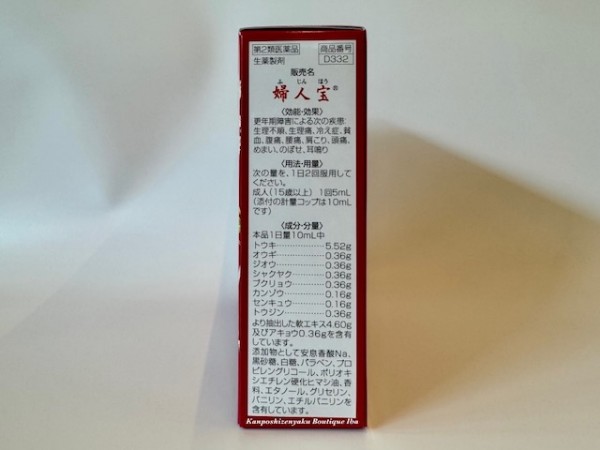 第2類医薬品
商品番号
生薬製剤
D332
販売名
ふ じん ほう
婦人宝®
〈効能・効果〉
更年期障害による次の疾患:
生理不順、生理痛、冷え症、貧
血、腹痛、腰痛、肩こり、頭痛、
めまい、のぼせ、耳鳴り
〈用法・用量〉
次の量を、1日2回服用して
ください。
成人(15歳以上) 1回5mL
(添付の計量コップは10mL
です)
〈成分・分量〉
本品1日量10mL中
トウキ…………………5.52g
オウギ…………………0.36g
ジオウ…………………0.36g
シャクヤク……………0.36g
ブクリョウ……………0.36g
カンゾウ………………0.16g
センキュウ……………0.16g
トウジン………………0.36g
より抽出した軟エキス4.60g
及びアキョウ0.36gを含有
しています。
添加物として安息香酸Na、
黒砂糖、白糖、パラベン、プロ
ピレングリコール、ポリオキ
シエチレン硬化ヒマシ油、香
料、エタノール、グリセリン、
バニリン、エチルバニリンを
含有しています。
Kanposhizenyaku Boutique Iba